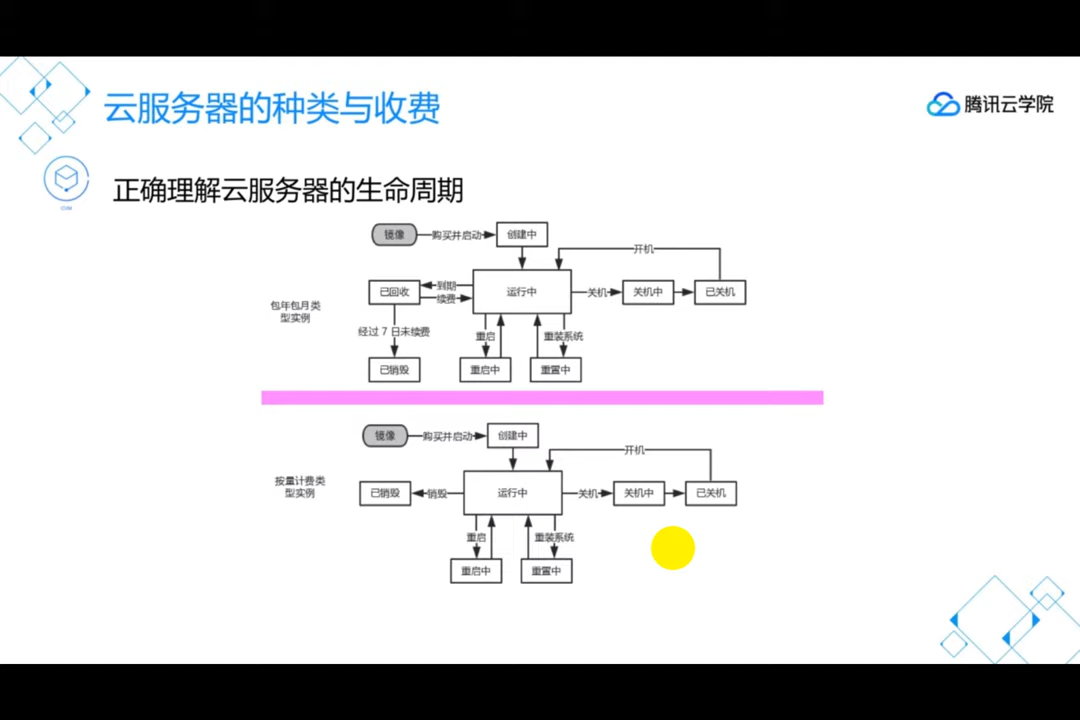 云服务器的种类与收费
腾讯云学院
CVM
正确理解云服务器的生命周期
镜像
购买并启动
创建中
开机
已回收
到期
续费
运行中
关机
关机中
已关机
包年包月类
型实例
经过 7 日未续费
重启
重装系统
已销毁
重启中
重置中
镜像
购买并启动
创建中
开机
按量计费类
型实例
已销毁
销毁
运行中
关机
关机中
已关机
重启
重装系统
重启中
重置中